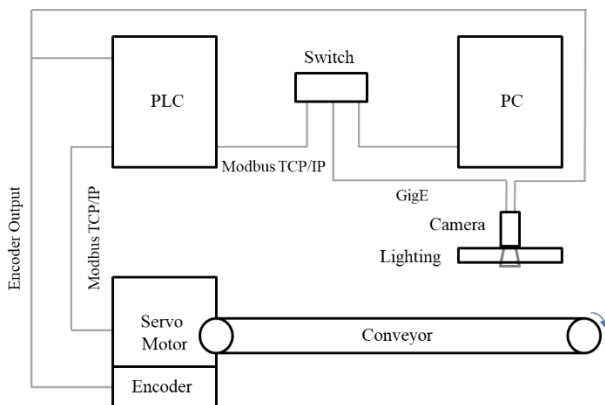 Switch
PLC
PC
Modbus TCP/IP
GigE
Encoder Output
Modbus TCP/IP
Camera
Lighting
Servo
Motor
Conveyor
Encoder